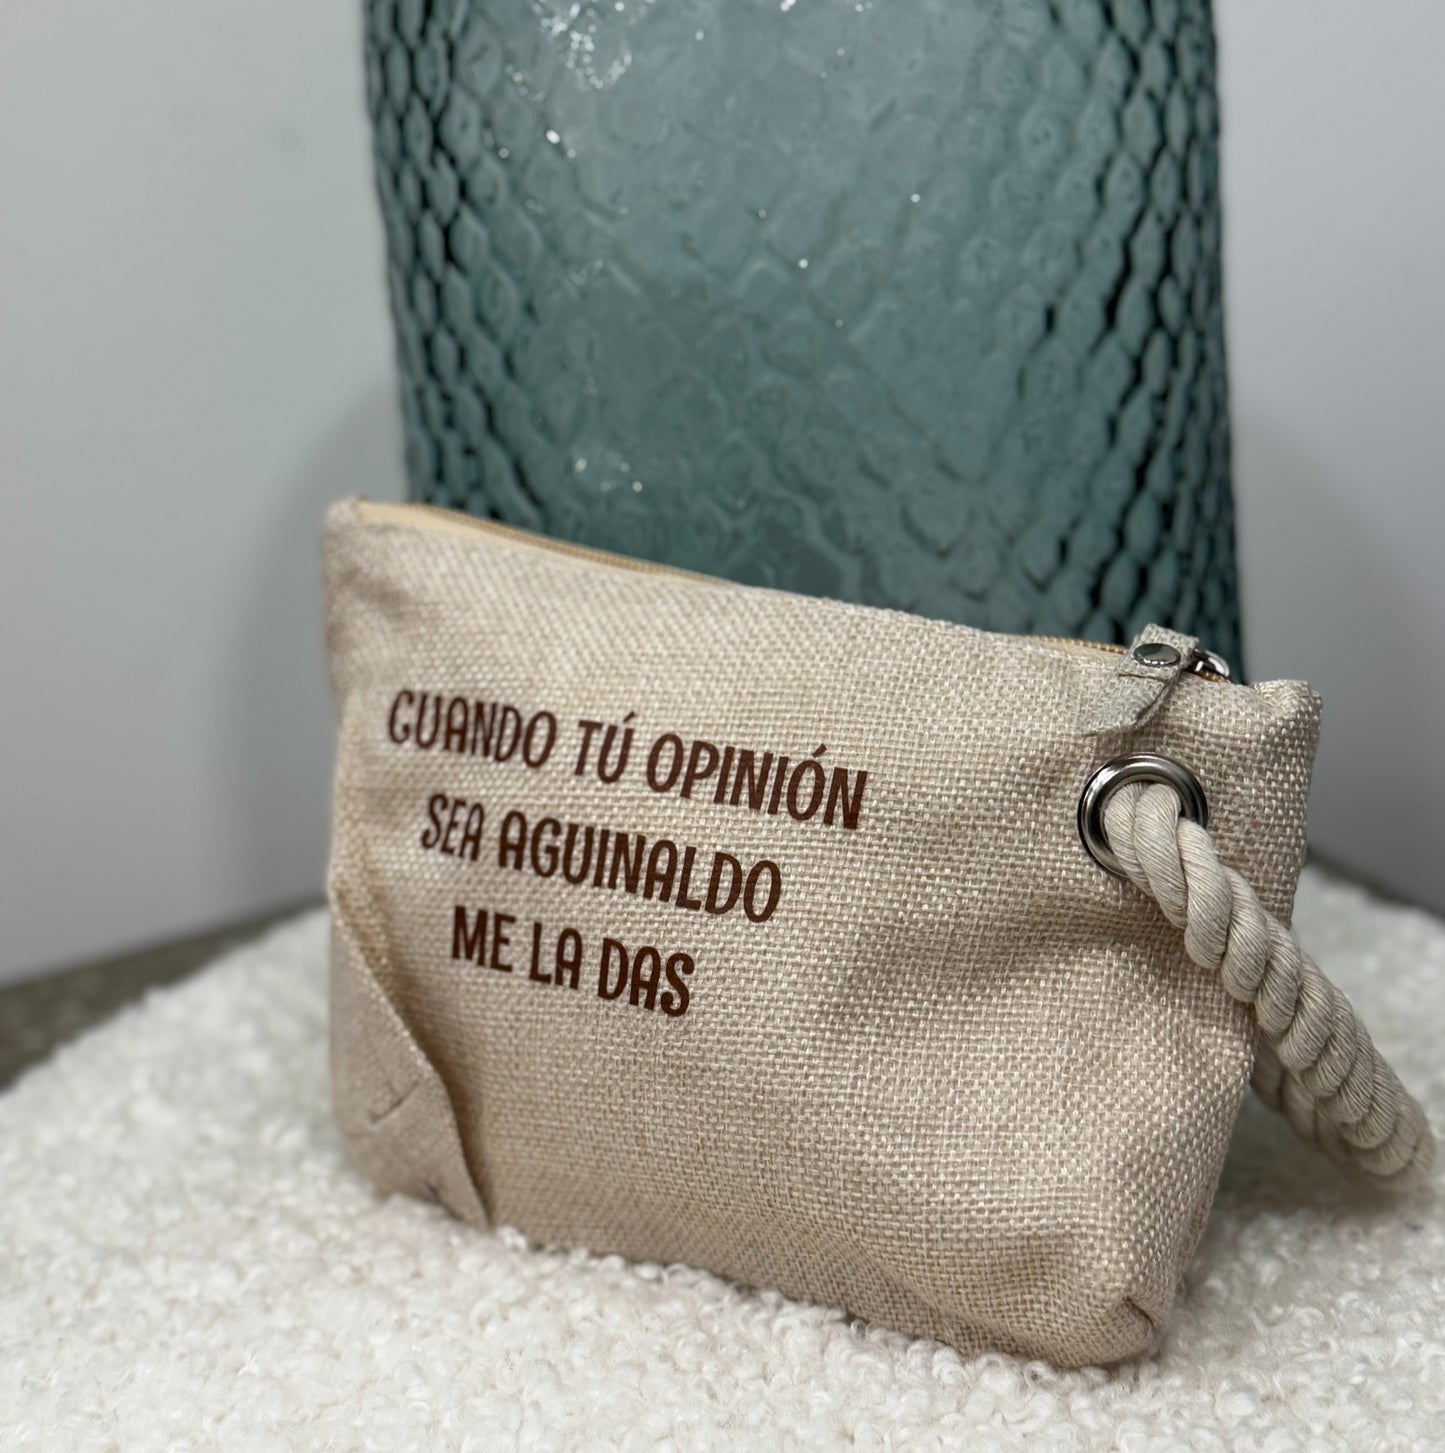 CUANDO TÚ OPINIÓN
SEA AGUINALDO
ME LA DAS